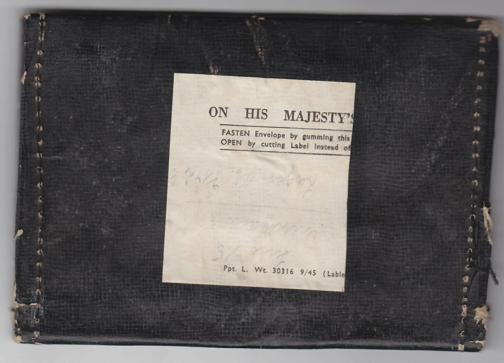 ON HIS MAJESTY'S
FASTEN Envelope by gumming this
OPEN by cutting Label instead of
Ppt. L. Wt. 30316 9/45 (Lable